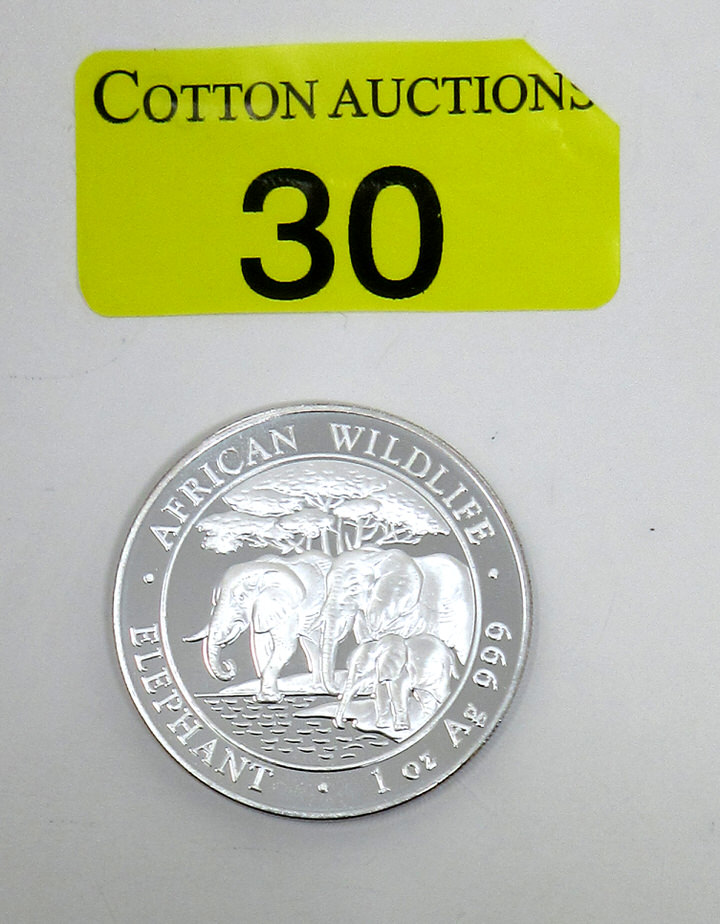 COTTON AUCTIONS
30
AFRICAN WILDLIFE
ELEPHANT • 1 oz Ag 999